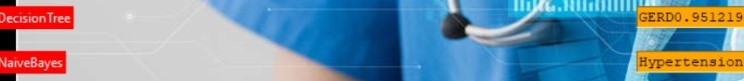 DecisionTree GERD0.951219
NaiveBayes Hypertension